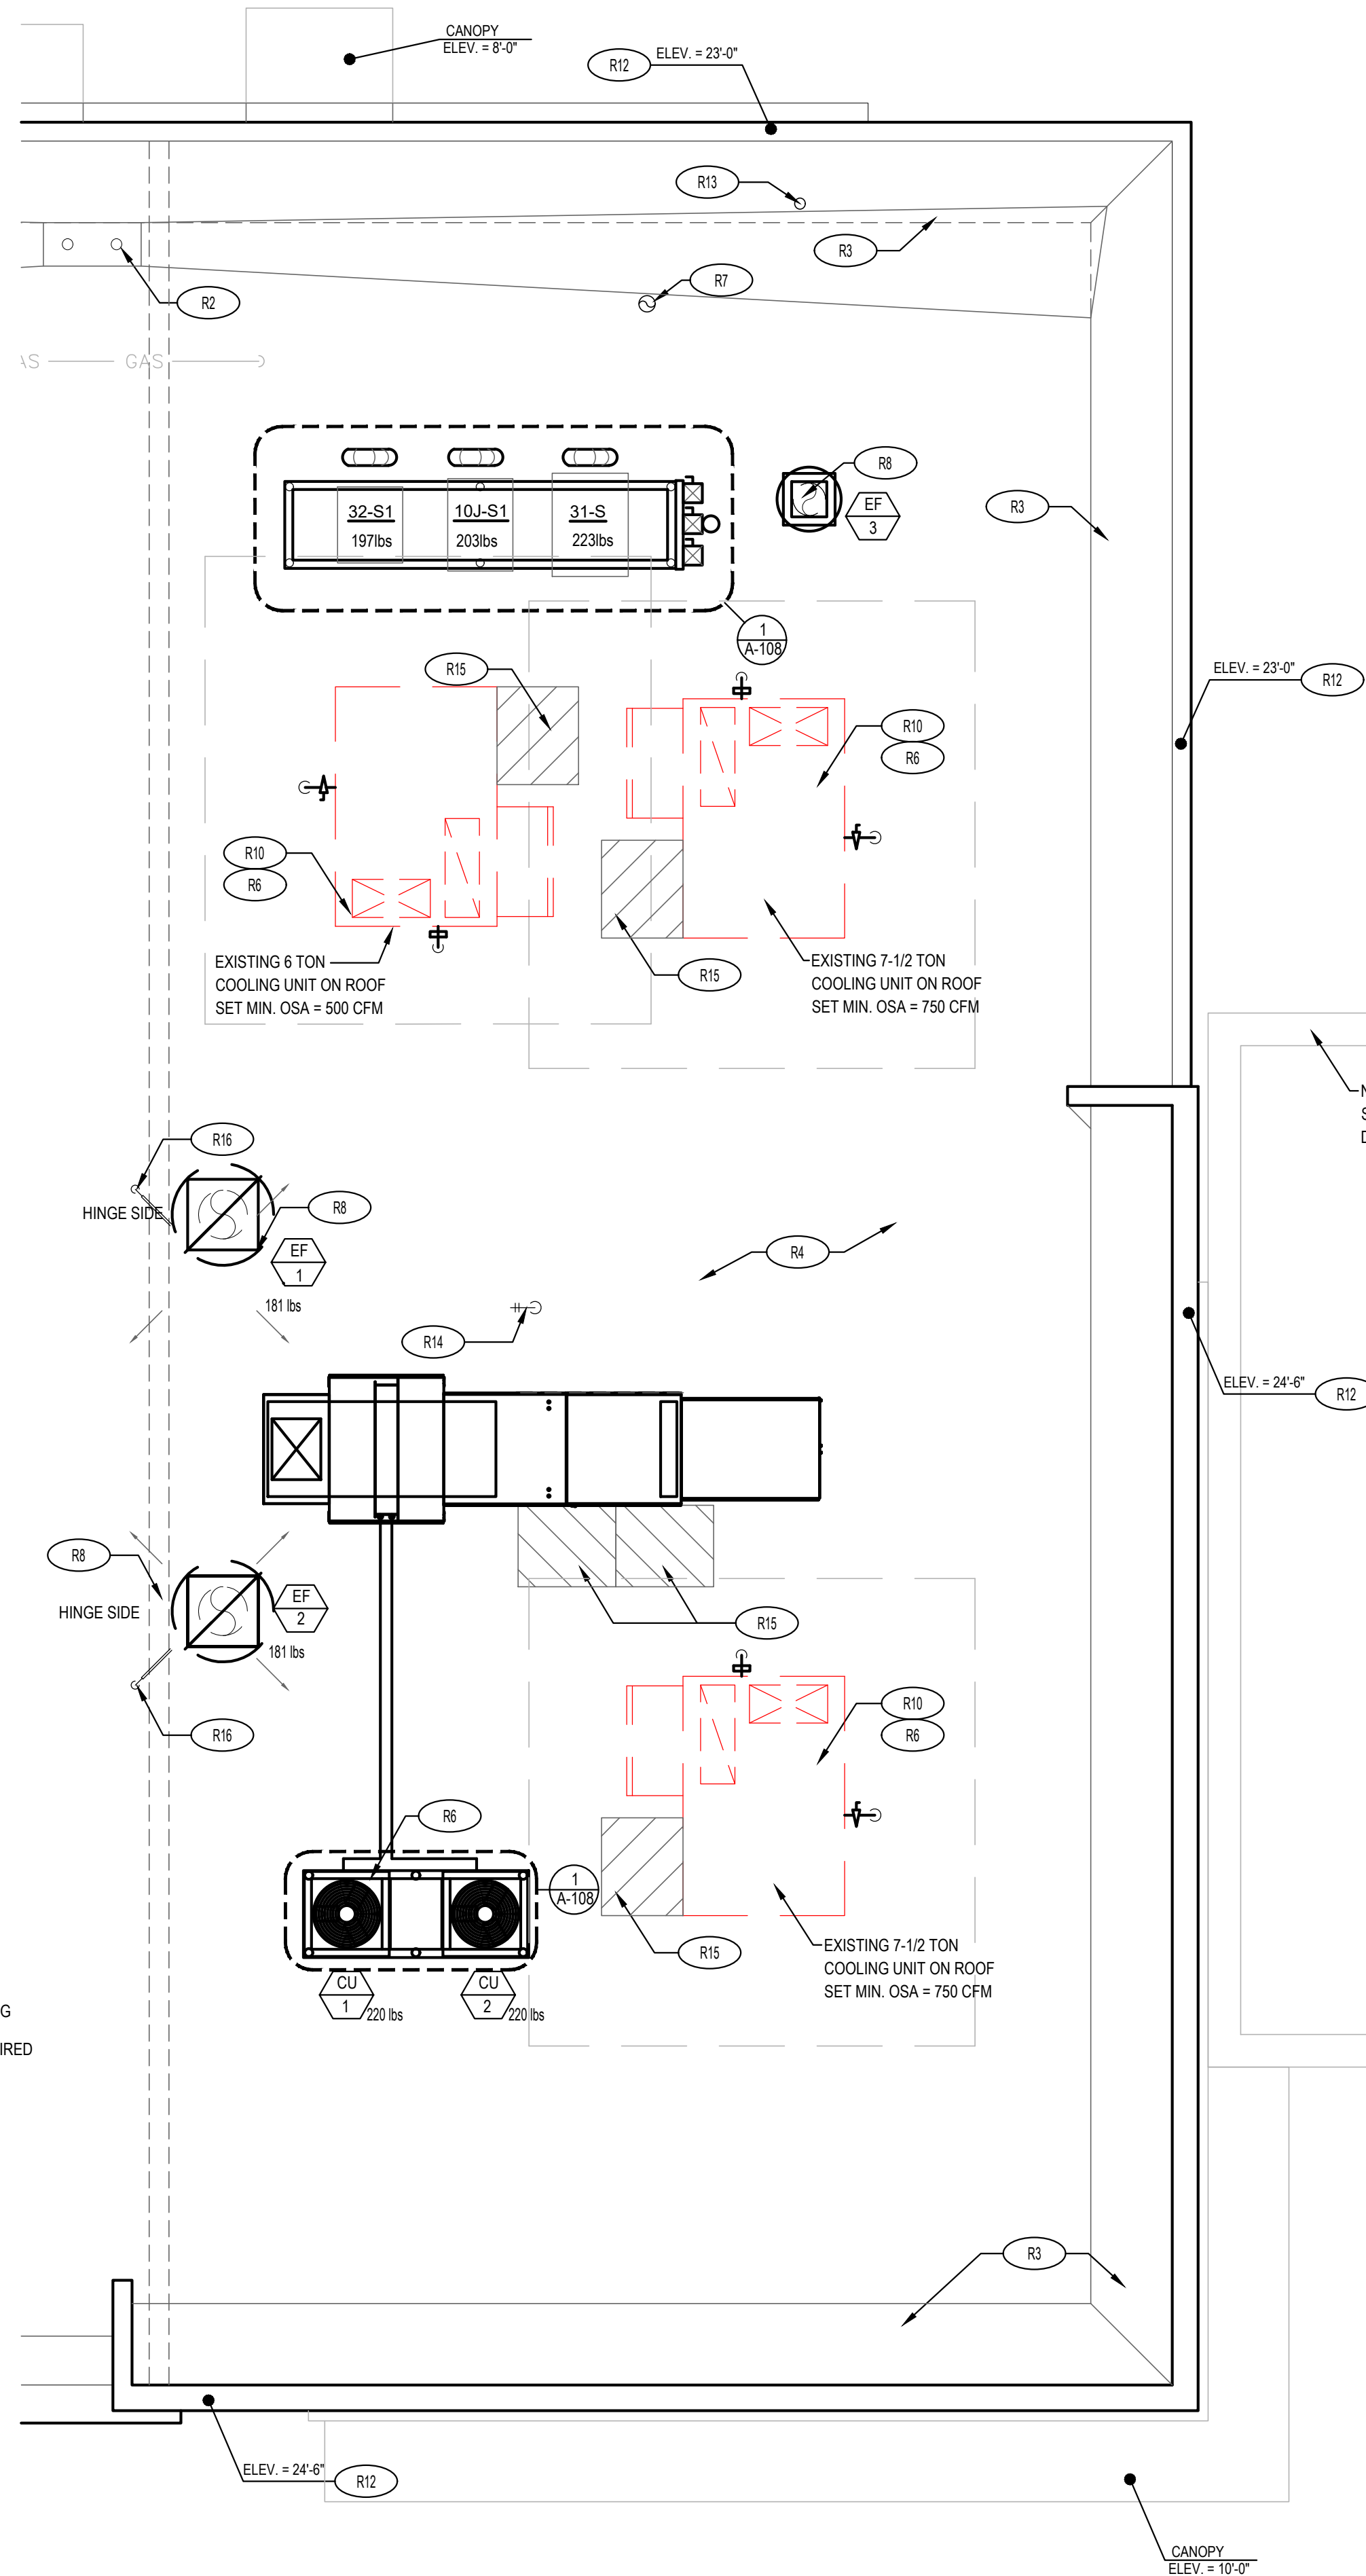 CANOPY
ELEV. = 8'-0"
R12
ELEV. = 23'-0"
R13
R3
R7
R2
AS
GAS
R8
EF
3
R3
32-S1
197lbs
10J-S1
203lbs
31-S
223lbs
1
A-108
R15
ELEV. = 23'-0"
R12
R10
R6
R10
R6
R15
EXISTING 6 TON
COOLING UNIT ON ROOF
SET MIN. OSA = 500 CFM
EXISTING 7-1/2 TON
COOLING UNIT ON ROOF
SET MIN. OSA = 750 CFM
N
S
D
R16
HINGE SIDE
R8
EF
1
181 lbs
R4
R14
ELEV. = 24'-6"
R12
R8
HINGE SIDE
EF
2
181 lbs
R15
R16
R10
R6
R6
1
A-108
R15
EXISTING 7-1/2 TON
COOLING UNIT ON ROOF
SET MIN. OSA = 750 CFM
CU
1
220 lbs
CU
2
220 lbs
G
IRED
R3
ELEV. = 24'-6"
R12
CANOPY
ELEV. = 10'-0"